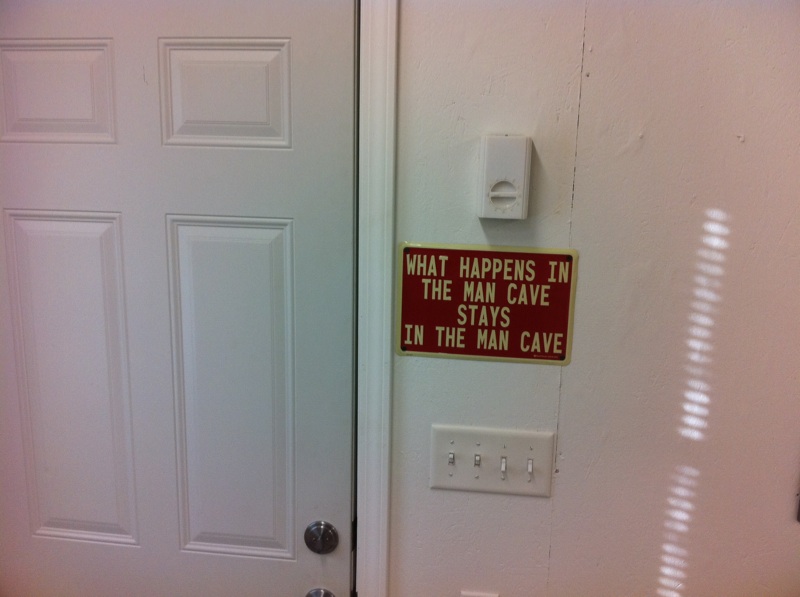 WHAT HAPPENS IN
THE MAN CAVE
STAYS
IN THE MAN CAVE